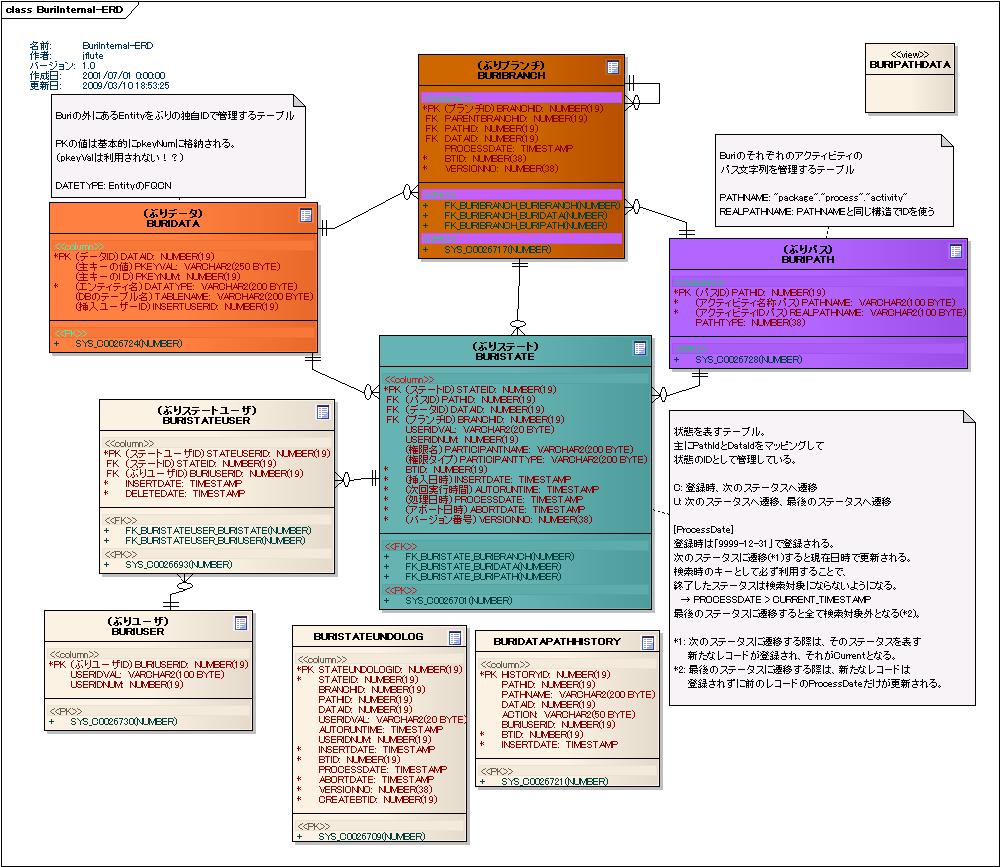 class BuriInternal-ERD
名前: BuriInternal-ERD
作者: jflute
バージョン: 1.0
作成日: 2001/07/01 0:00:00
更新日: 2009/03/10 18:53:25
Buriの外にあるEntityをぶりの独自IDで管理するテーブル
PKの値は基本的にpkeyNumに格納される。
(pkeyValは利用されない！？)
DATETYPE: EntityのFQCN
(ぶりブランチ)
BURIBRANCH
*PK (ブランチID) BRANCHID: NUMBER(19)
FK PARENTBRANCHID: NUMBER(19)
FK PATHID: NUMBER(19)
FK DATAID: NUMBER(19)
PROCESSDATE: TIMESTAMP
* BTID: NUMBER(38)
* VERSIONNO: NUMBER(38)
+ FK_BURIBRANCH_BURIBRANCH(NUMBER)
+ FK_BURIBRANCH_BURIDATA(NUMBER)
+ FK_BURIBRANCH_BURIPATH(NUMBER)
+ SYS_C0026717(NUMBER)
<<view>>
BURIPATHDATA
Buriのそれぞれのアクティビティの
パス文字列を管理するテーブル
PATHNAME: "package"."process"."activity"
REALPATHNAME: PATHNAMEと同じ構造でIDを使う
(ぶりデータ)
BURIDATA
<<column>>
*PK (データID) DATAID: NUMBER(19)
(主キーの値) PKEYVAL: VARCHAR2(250 BYTE)
(主キーのID) PKEYNUM: NUMBER(19)
* (エンティティ名) DATATYPE: VARCHAR2(200 BYTE)
(DBのテーブル名) TABLENAME: VARCHAR2(200 BYTE)
(挿入ユーザーID) INSERTUSERID: NUMBER(19)
<<PK>>
+ SYS_C0026724(NUMBER)
(ぶりパス)
BURIPATH
<<column>>
*PK (パスID) PATHID: NUMBER(19)
* (アクティビティ名称パス) PATHNAME: VARCHAR2(100 BYTE)
* (アクティビティIDパス) REALPATHNAME: VARCHAR2(100 BYTE)
PATHTYPE: NUMBER(38)
+ SYS_C0026728(NUMBER)
(ぶりステート)
BURISTATE
<<column>>
*PK (ステートID) STATEID: NUMBER(19)
FK (パスID) PATHID: NUMBER(19)
FK (データID) DATAID: NUMBER(19)
FK (ブランチID) BRANCHID: NUMBER(19)
USERIDVAL: VARCHAR2(20 BYTE)
USERIDNUM: NUMBER(19)
(権限名) PARTICIPANTNAME: VARCHAR2(200 BYTE)
(権限タイプ) PARTICIPANTTYPE: VARCHAR2(200 BYTE)
* BTID: NUMBER(19)
* (挿入日時) INSERTDATE: TIMESTAMP
* (次回実行時間) AUTORUNTIME: TIMESTAMP
* (処理日時) PROCESSDATE: TIMESTAMP
* (アボート日時) ABORTDATE: TIMESTAMP
* (バージョン番号) VERSIONNO: NUMBER(38)
<<FK>>
+ FK_BURISTATE_BURIBRANCH(NUMBER)
+ FK_BURISTATE_BURIDATA(NUMBER)
+ FK_BURISTATE_BURIPATH(NUMBER)
<<PK>>
+ SYS_C0026701(NUMBER)
(ぶりステートユーザ)
BURISTATEUSER
<<column>>
*PK (ステートユーザID) STATEUSERID: NUMBER(19)
FK (ステートID) STATEID: NUMBER(19)
FK (ぶりユーザID) BURIUSERID: NUMBER(19)
* INSERTDATE: TIMESTAMP
* DELETEDATE: TIMESTAMP
<<FK>>
+ FK_BURISTATEUSER_BURISTATE(NUMBER)
+ FK_BURISTATEUSER_BURIUSER(NUMBER)
<<PK>>
+ SYS_C0026693(NUMBER)
状態を表すテーブル。
主にPathIdとDataIdをマッピングして
状態のIDとして管理している。
C: 登録時、次のステータスへ遷移
U: 次のステータスへ遷移、最後のステータスへ遷移
[ProcessDate]
登録時は「9999-12-31」で登録される。
次のステータスに遷移(*1)すると現在日時で更新される。
検索時のキーとして必ず利用することで、
終了したステータスは検索対象にならないようになる。
→ PROCESSDATE > CURRENT_TIMESTAMP
最後のステータスに遷移すると全て検索対象外となる(*2)。
*1: 次のステータスに遷移する際は、そのステータスを表す
新たなレコードが登録され、それがCurrentとなる。
*2: 最後のステータスに遷移する際は、新たなレコードは
登録されずに前のレコードのProcessDateだけが更新される。
(ぶりユーザ)
BURIUSER
<<column>>
*PK (ぶりユーザID) BURIUSERID: NUMBER(19)
USERIDVAL: VARCHAR2(100 BYTE)
USERIDNUM: NUMBER(19)
<<PK>>
+ SYS_C0026730(NUMBER)
BURISTATEUNDOLOG
<<column>>
*PK STATEUNDOLOGID: NUMBER(19)
* STATEID: NUMBER(19)
BRANCHID: NUMBER(19)
PATHID: NUMBER(19)
DATAID: NUMBER(19)
USERIDVAL: VARCHAR2(20 BYTE)
AUTORUNTIME: TIMESTAMP
USERIDNUM: NUMBER(19)
* INSERTDATE: TIMESTAMP
* BTID: NUMBER(19)
PROCESSDATE: TIMESTAMP
* ABORTDATE: TIMESTAMP
* VERSIONNO: NUMBER(38)
* CREATEBTID: NUMBER(19)
<<PK>>
+ SYS_C0026709(NUMBER)
BURIDATAPATHHISTORY
<<column>>
*PK HISTORYID: NUMBER(19)
PATHID: NUMBER(19)
PATHNAME: VARCHAR2(200 BYTE)
DATAID: NUMBER(19)
ACTION: VARCHAR2(50 BYTE)
BURIUSERID: NUMBER(19)
* BTID: NUMBER(19)
* INSERTDATE: TIMESTAMP
<<PK>>
+ SYS_C0026721(NUMBER)